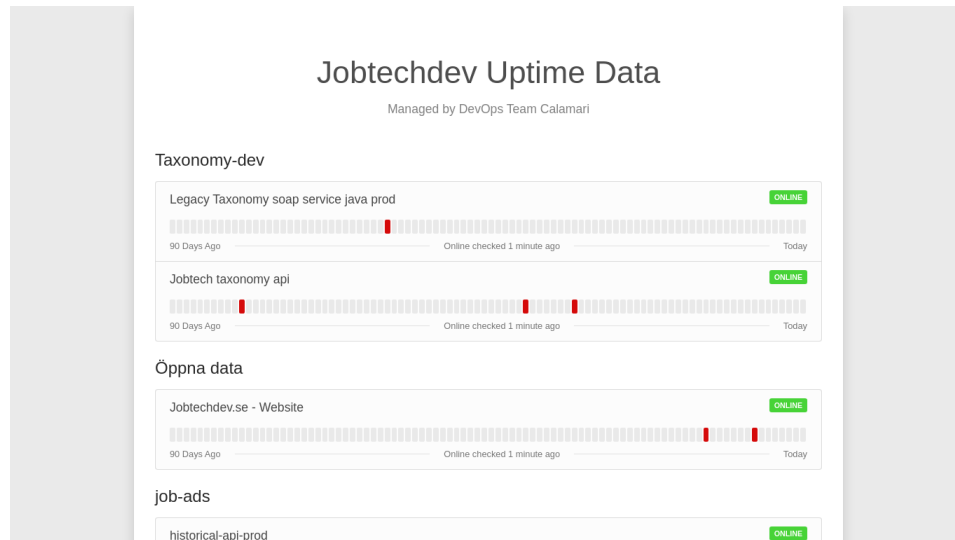 Jobtechdev Uptime Data
Managed by DevOps Team Calamari
Taxonomy-dev
Legacy Taxonomy soap service java prod ONLINE
90 Days Ago Online checked 1 minute ago Today
Jobtech taxonomy api ONLINE
90 Days Ago Online checked 1 minute ago Today
Öppna data
Jobtechdev.se - Website ONLINE
90 Days Ago Online checked 1 minute ago Today
job-ads
historical-api-prod ONLINE